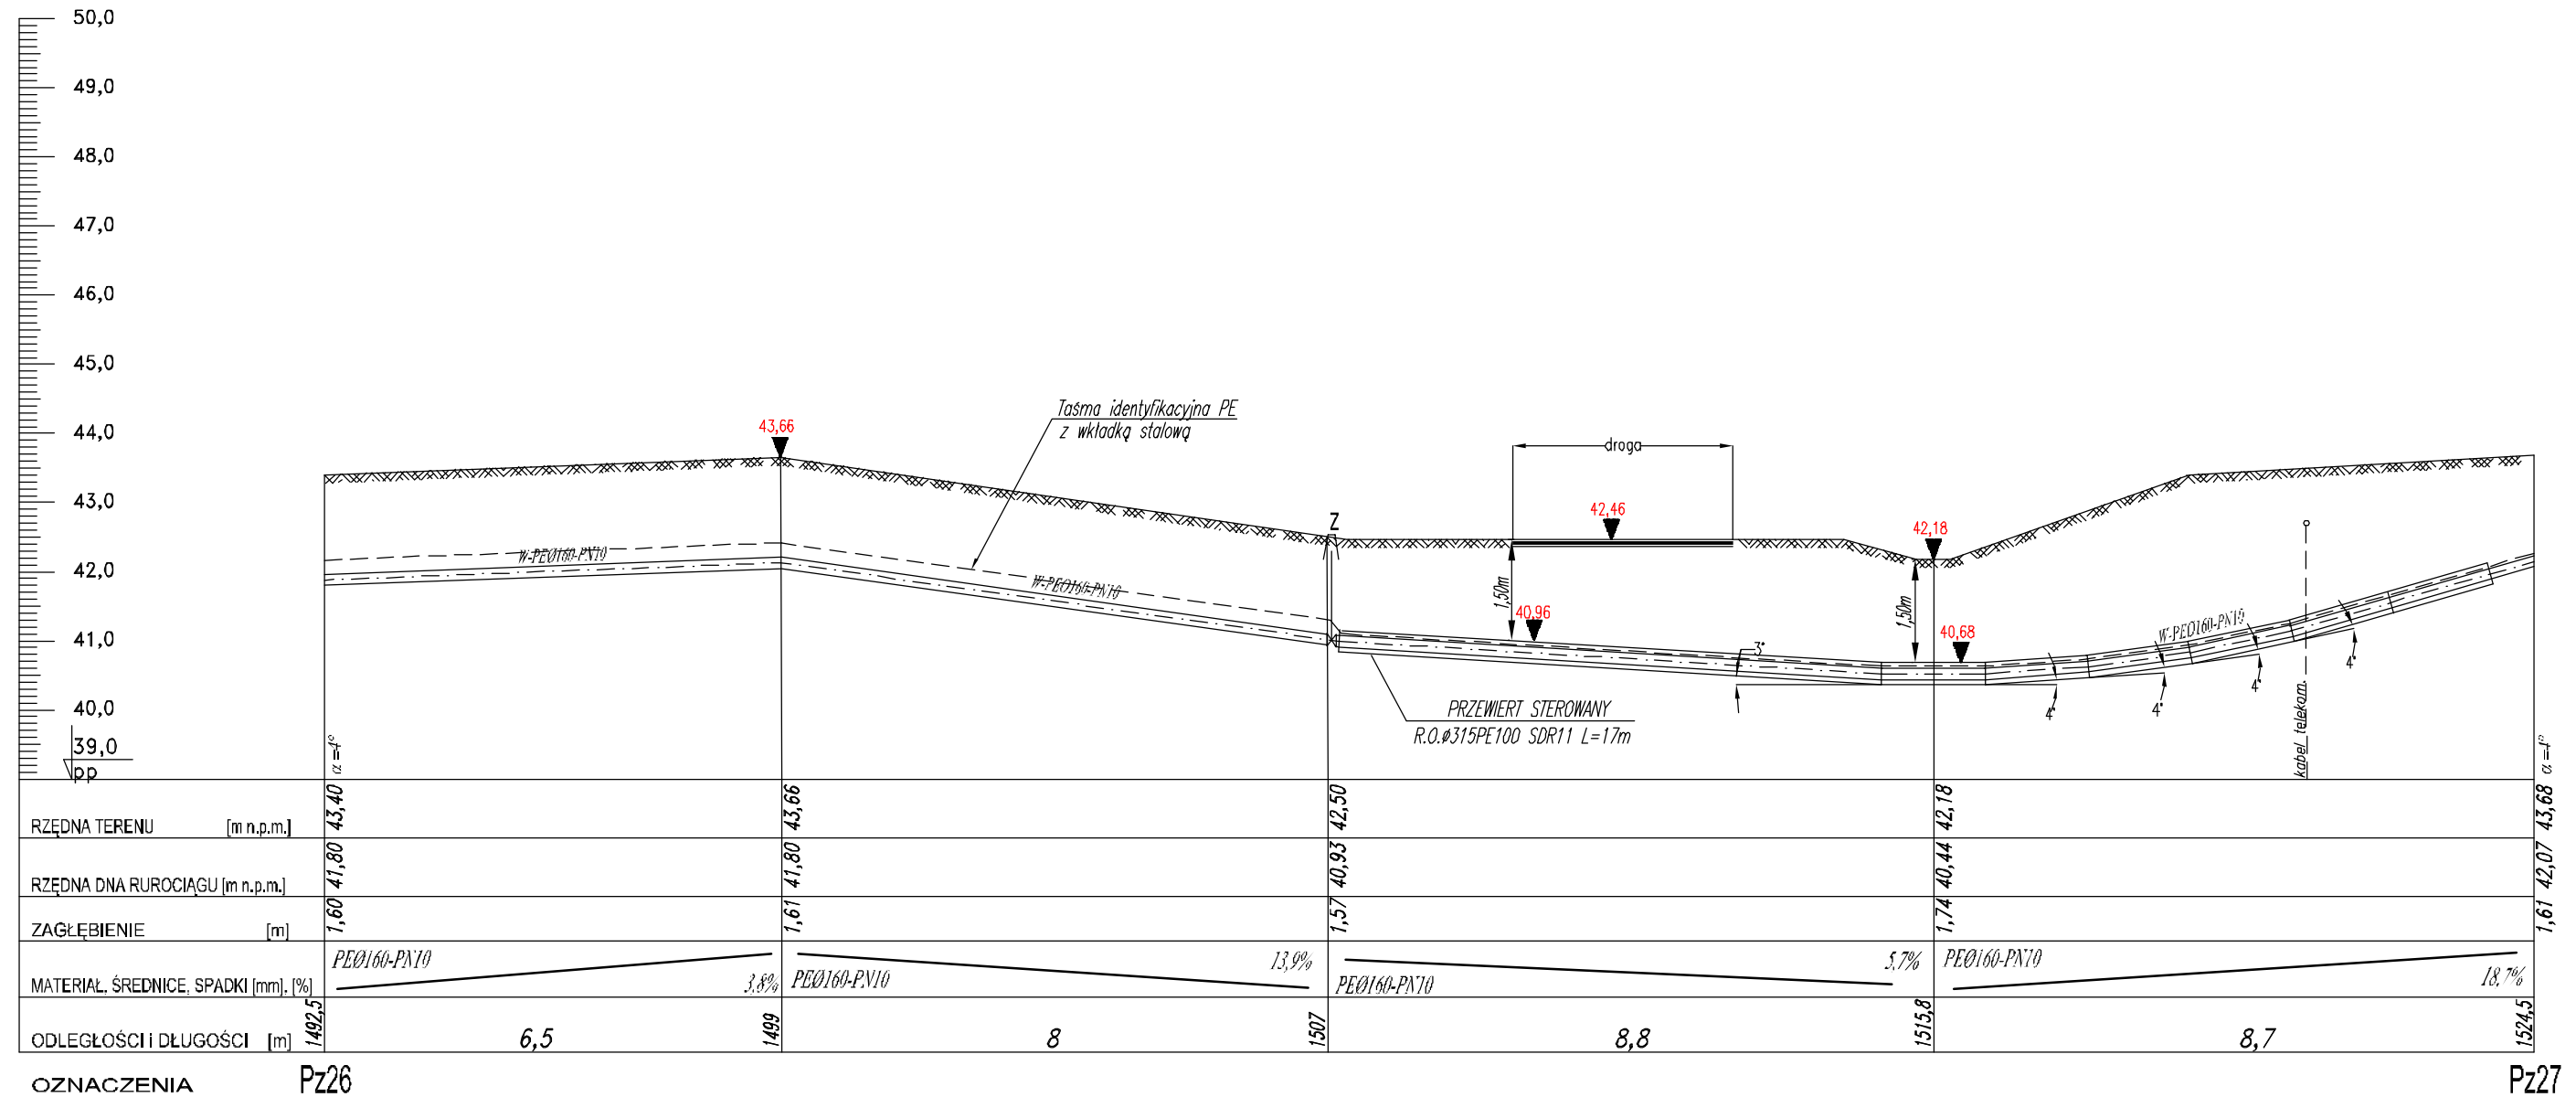 50,0
49,0
48,0
47,0
46,0
45,0
44,0
43,0
42,0
41,0
40,0
39,0
pp
43,66
Taśma identyfikacyjna PE
z wkładką stalową
W-PEØ160-PN10
W-PEØ160-PN10
Z
droga
42,46
1,50m
40,96
42,18
1,50m
40,68
3°
PRZEWIERT STEROWANY
R.O.ø315PE100 SDR11 L=17m
W-PEØ160-PN10
4°
4°
4°
4°
kabel telekom.
α=4°
α=4°
RZĘDNA TERENU [m n.p.m.]
43,40
43,66
42,50
42,18
43,68
RZĘDNA DNA RUROCIĄGU [m n.p.m.]
41,80
41,80
40,93
40,44
42,07
ZAGŁĘBIENIE [m]
1,60
1,61
1,57
1,74
1,61
MATERIAŁ, ŚREDNICE, SPADKI [mm], [%]
PEØ160-PN10
3,8%
PEØ160-PN10
13,9%
PEØ160-PN10
5,7%
PEØ160-PN10
18,7%
ODLEGŁOŚCI i DŁUGOŚCI [m]
1492,5
6,5
1499
8
1507
8,8
1515,8
8,7
1524,5
OZNACZENIA
Pz26
Pz27